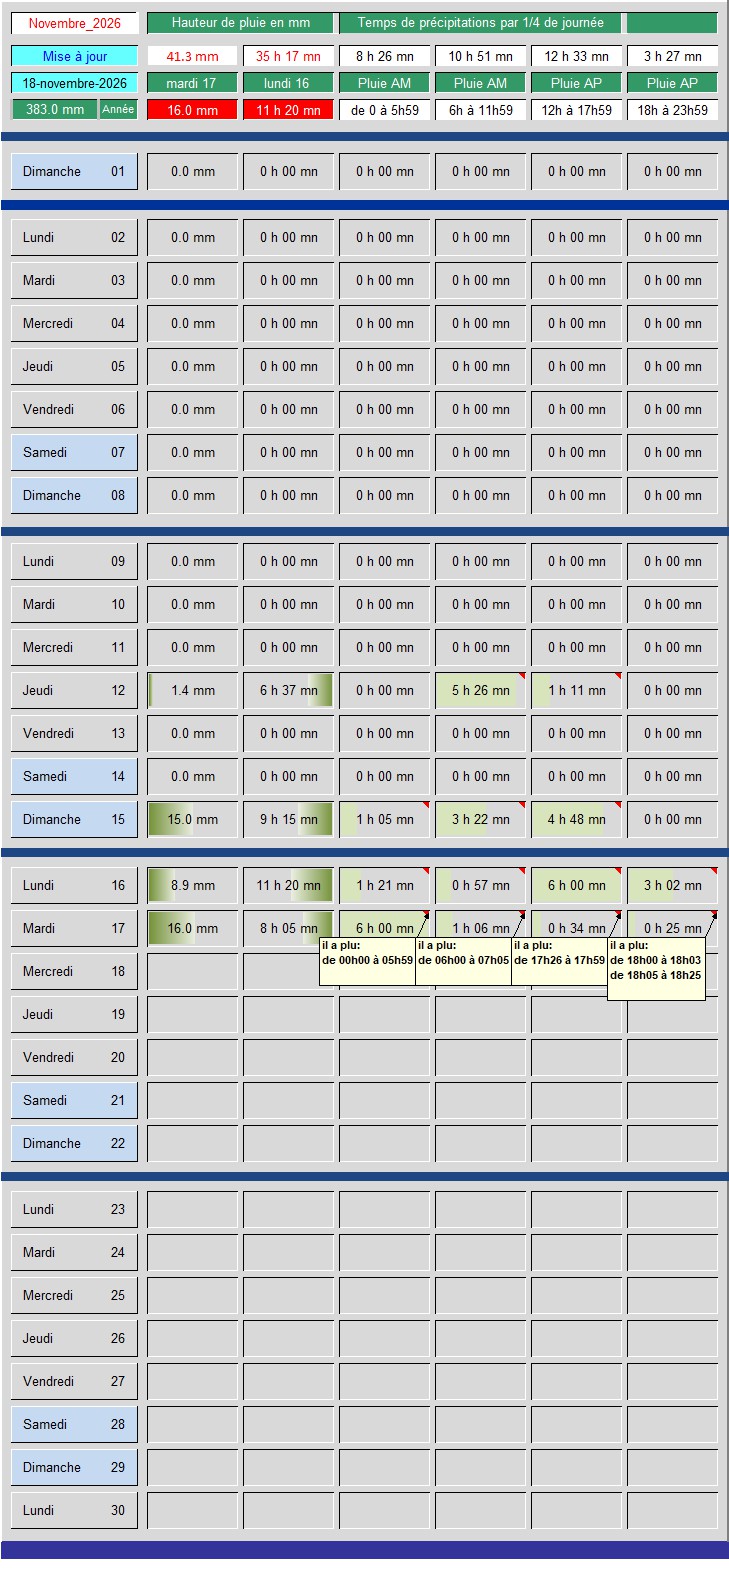 Novembre_2026 Hauteur de pluie en mm Temps de précipitations par 1/4 de journée
Mise à jour 41.3 mm 35 h 17 mn 8 h 26 mn 10 h 51 mn 12 h 33 mn 3 h 27 mn
18-novembre-2026 mardi 17 lundi 16 Pluie AM Pluie AM Pluie AP Pluie AP
383.0 mm Année 16.0 mm 11 h 20 mn de 0 à 5h59 6h à 11h59 12h à 17h59 18h à 23h59
Dimanche 01 0.0 mm 0 h 00 mn 0 h 00 mn 0 h 00 mn 0 h 00 mn 0 h 00 mn
Lundi 02 0.0 mm 0 h 00 mn 0 h 00 mn 0 h 00 mn 0 h 00 mn 0 h 00 mn
Mardi 03 0.0 mm 0 h 00 mn 0 h 00 mn 0 h 00 mn 0 h 00 mn 0 h 00 mn
Mercredi 04 0.0 mm 0 h 00 mn 0 h 00 mn 0 h 00 mn 0 h 00 mn 0 h 00 mn
Jeudi 05 0.0 mm 0 h 00 mn 0 h 00 mn 0 h 00 mn 0 h 00 mn 0 h 00 mn
Vendredi 06 0.0 mm 0 h 00 mn 0 h 00 mn 0 h 00 mn 0 h 00 mn 0 h 00 mn
Samedi 07 0.0 mm 0 h 00 mn 0 h 00 mn 0 h 00 mn 0 h 00 mn 0 h 00 mn
Dimanche 08 0.0 mm 0 h 00 mn 0 h 00 mn 0 h 00 mn 0 h 00 mn 0 h 00 mn
Lundi 09 0.0 mm 0 h 00 mn 0 h 00 mn 0 h 00 mn 0 h 00 mn 0 h 00 mn
Mardi 10 0.0 mm 0 h 00 mn 0 h 00 mn 0 h 00 mn 0 h 00 mn 0 h 00 mn
Mercredi 11 0.0 mm 0 h 00 mn 0 h 00 mn 0 h 00 mn 0 h 00 mn 0 h 00 mn
Jeudi 12 1.4 mm 6 h 37 mn 0 h 00 mn 5 h 26 mn 1 h 11 mn 0 h 00 mn
Vendredi 13 0.0 mm 0 h 00 mn 0 h 00 mn 0 h 00 mn 0 h 00 mn 0 h 00 mn
Samedi 14 0.0 mm 0 h 00 mn 0 h 00 mn 0 h 00 mn 0 h 00 mn 0 h 00 mn
Dimanche 15 15.0 mm 9 h 15 mn 1 h 05 mn 3 h 22 mn 4 h 48 mn 0 h 00 mn
Lundi 16 8.9 mm 11 h 20 mn 1 h 21 mn 0 h 57 mn 6 h 00 mn 3 h 02 mn
Mardi 17 16.0 mm 8 h 05 mn 6 h 00 mn 1 h 06 mn 0 h 34 mn 0 h 25 mn
il a plu: il a plu: il a plu: il a plu:
de 00h00 à 05h59 de 06h00 à 07h05 de 17h26 à 17h59 de 18h00 à 18h03
de 18h05 à 18h25
Mercredi 18
Jeudi 19
Vendredi 20
Samedi 21
Dimanche 22
Lundi 23
Mardi 24
Mercredi 25
Jeudi 26
Vendredi 27
Samedi 28
Dimanche 29
Lundi 30